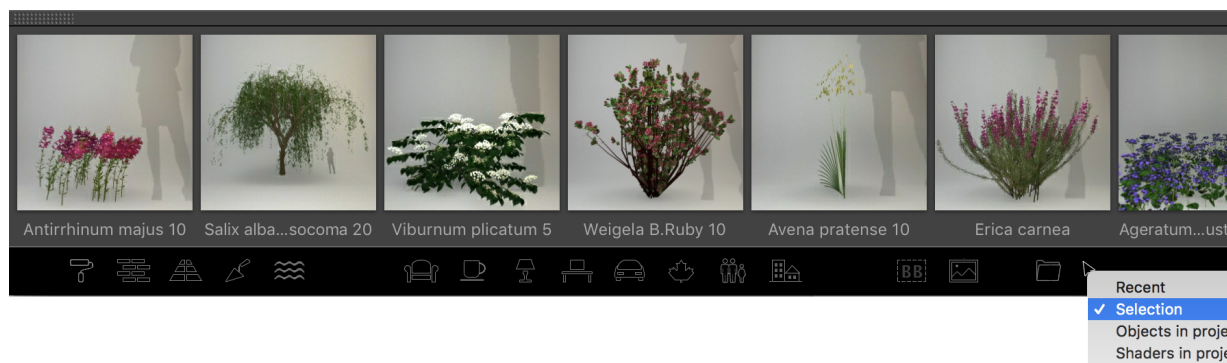 Antirrhinum majus 10
Salix alba...socoma 20
Viburnum plicatum 5
Weigela B.Ruby 10
Avena pratense 10
Erica carnea
Ageratum...ust
BB
Recent
✓ Selection
Objects in proje
Shaders in proje